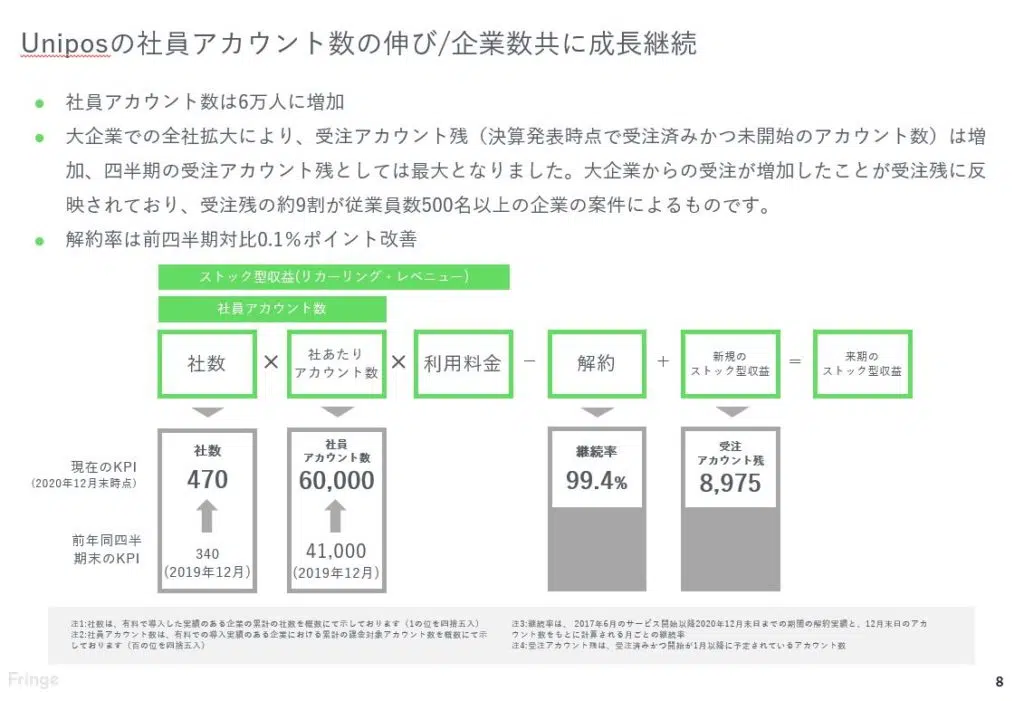 Uniposの社員アカウント数の伸び/企業数共に成長継続
● 社員アカウント数は6万人に増加
● 大企業での全社拡大により、受注アカウント残（決算発表時点で受注済みかつ未開始のアカウント数）は増
加、四半期の受注アカウント残としては最大となりました。大企業からの受注が増加したことが受注残に反
映されており、受注残の約9割が従業員数500名以上の企業の案件によるものです。
● 解約率は前四半期対比0.1％ポイント改善
ストック型収益(リカーリング・レベニュー)
社員アカウント数
社数
×
社あたり
アカウント数
×
利用料金
－
解約
＋
新規の
ストック型収益
＝
来期の
ストック型収益
現在のKPI
(2020年12月末時点)
社数
470
社員
アカウント数
60,000
継続率
99.4%
受注
アカウント残
8,975
前年同四半
期末のKPI
340
(2019年12月)
41,000
(2019年12月)
注1:社数は、有料で導入した実績のある企業の累計の社数を概数にて示しております（1の位を四捨五入）
注2:社員アカウント数は、有料での導入実績のある企業における累計の課金対象アカウント数を概数にて示
しております（百の位を四捨五入）
注3:継続率は、2017年6月のサービス開始以降2020年12月末日までの期間の解約実績と、12月末日のアカ
ウント数をもとに計算される月ごとの継続率
注4:受注アカウント残は、受注済みかつ開始が1月以降に予定されているアカウント数
Fringe
8